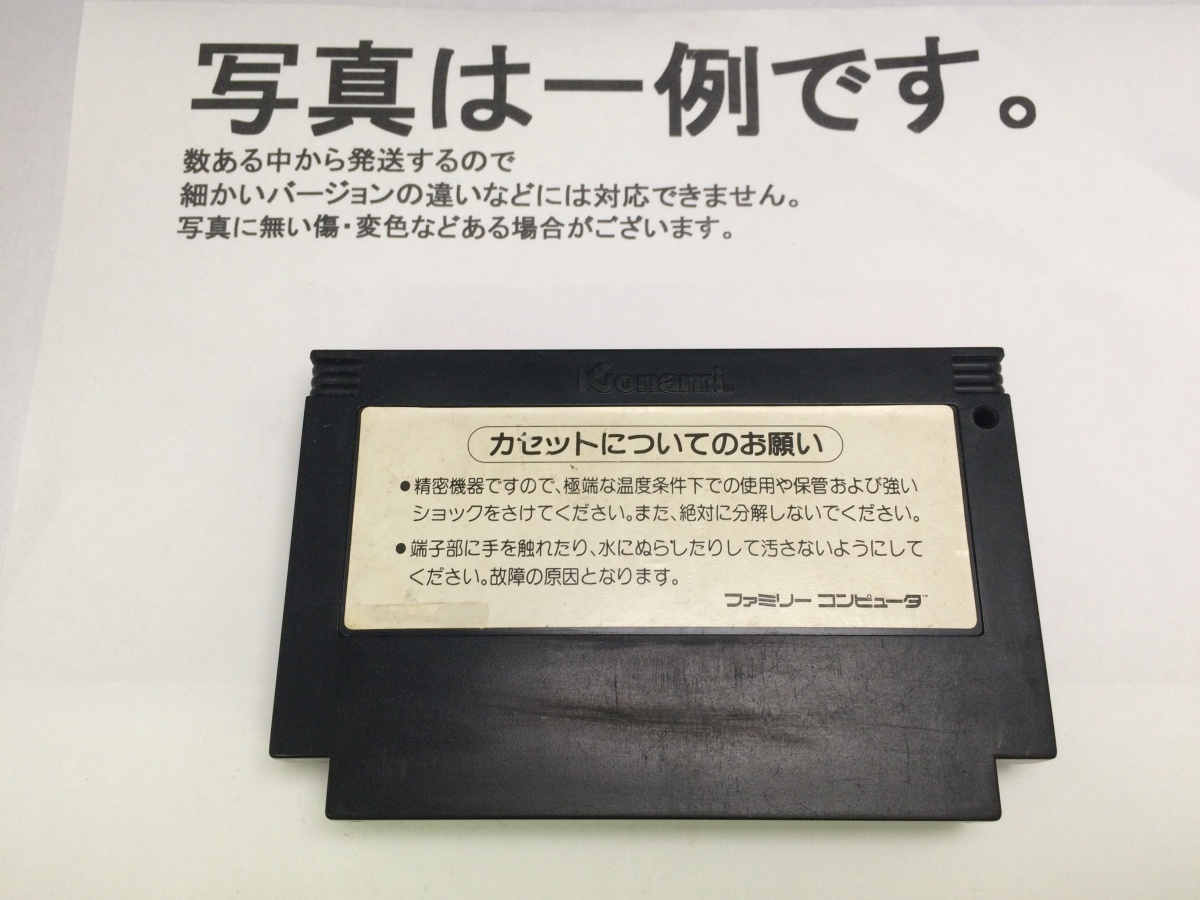 写真は一例です。
数ある中から発送するので
細かいバージョンの違いなどには対応できません。
写真に無い傷・変色などある場合がございます。
Konami™
カセットについてのお願い
●精密機器ですので、極端な温度条件下での使用や保管および強い
ショックをさけてください。また、絶対に分解しないでください。
●端子部に手を触れたり、水にぬらしたりして汚さないようにして
ください。故障の原因となります。
ファミリー コンピュータ™